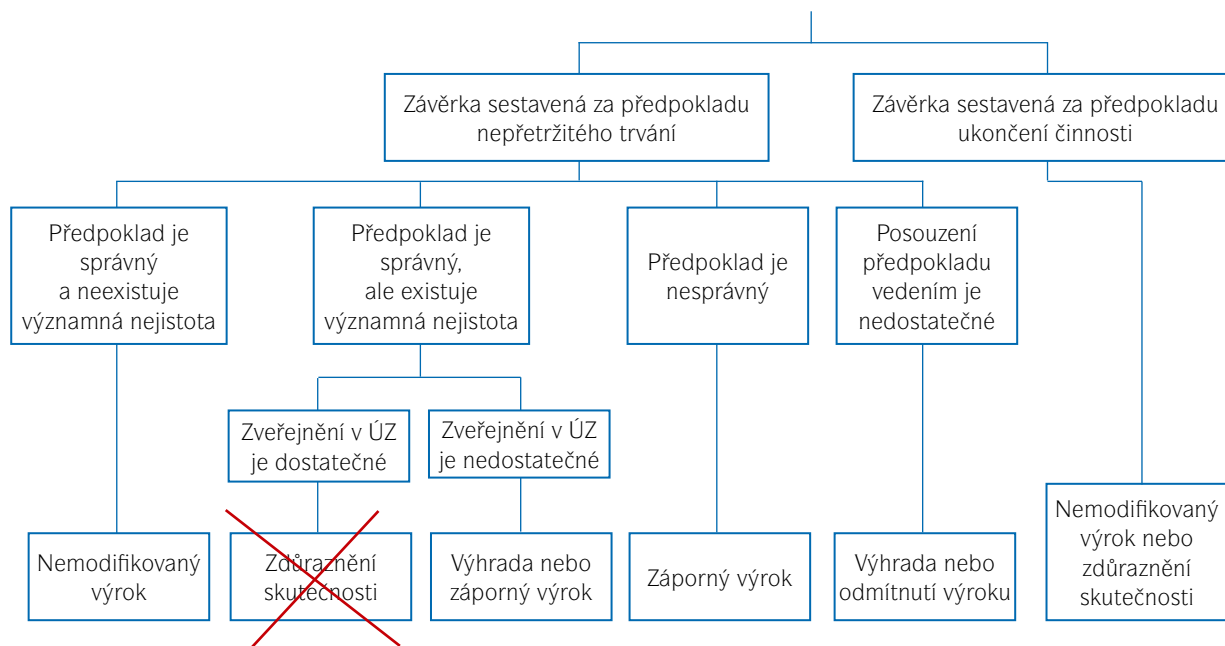 Závěrka sestavená za předpokladu
nepřetržitého trvání
Závěrka sestavená za předpokladu
ukončení činnosti
Předpoklad je
správný
a neexistuje
významná nejistota
Předpoklad je
správný,
ale existuje
významná nejistota
Předpoklad je
nesprávný
Posouzení
předpokladu
vedením je
nedostatečné
Zveřejnění v ÚZ
je dostatečné
Zveřejnění v ÚZ
je nedostatečné
Nemodifikovaný
výrok
Zdůraznění
skutečnosti
Výhrada nebo
záporný výrok
Záporný výrok
Výhrada nebo
odmítnutí výroku
Nemodifikovaný
výrok nebo
zdůraznění
skutečnosti